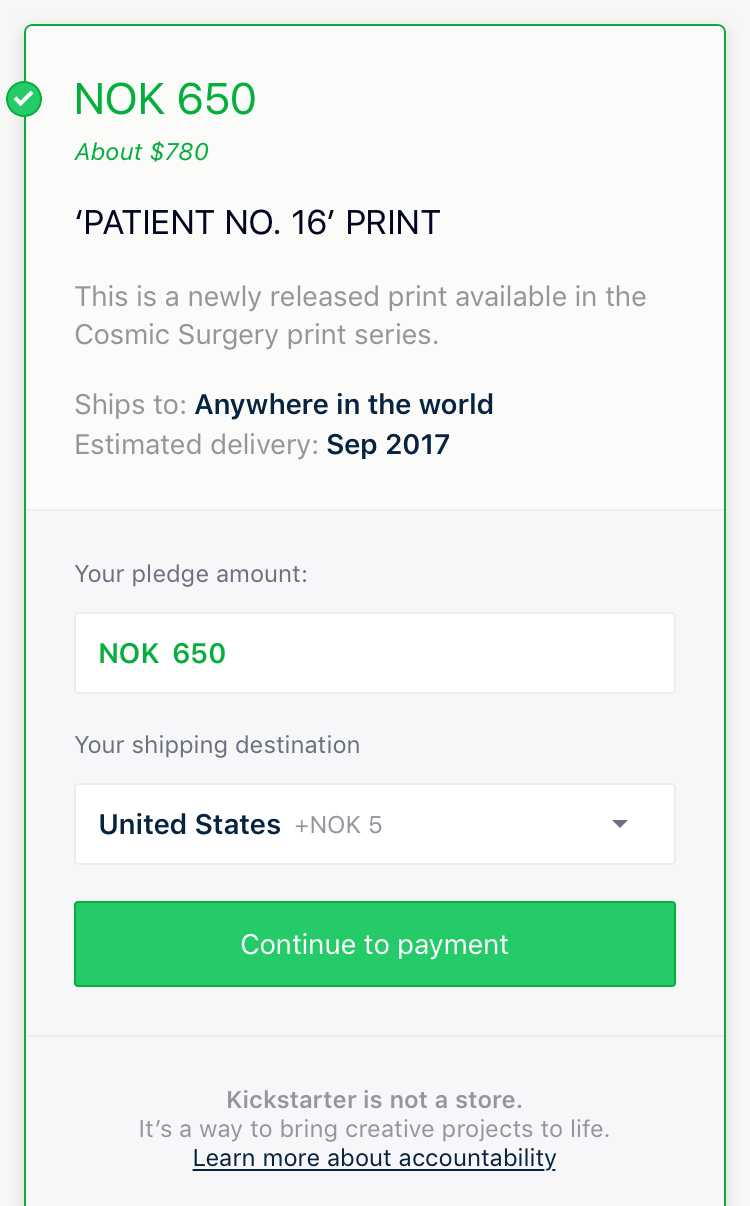 NOK 650
About $780
‘PATIENT NO. 16’ PRINT
This is a newly released print available in the
Cosmic Surgery print series.
Ships to: Anywhere in the world
Estimated delivery: Sep 2017
Your pledge amount:
NOK 650
Your shipping destination
United States +NOK 5
Continue to payment
Kickstarter is not a store.
It’s a way to bring creative projects to life.
Learn more about accountability